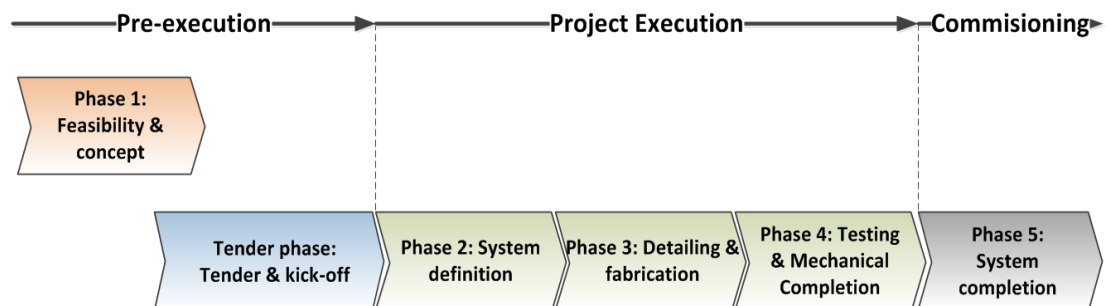 Pre-execution
Project Execution
Commisioning
Phase 1:
Feasibility &
concept
Tender phase:
Tender & kick-off
Phase 2: System
definition
Phase 3: Detailing &
fabrication
Phase 4: Testing
& Mechanical
Completion
Phase 5:
System
completion